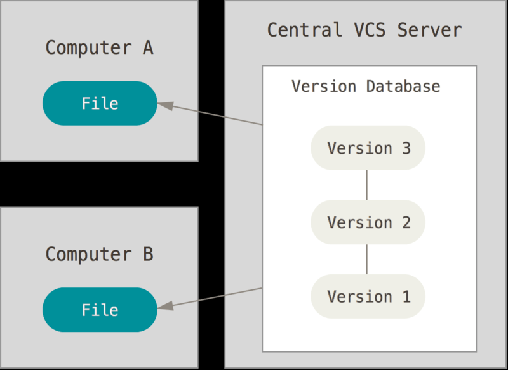 Computer A
File
Computer B
File
Central VCS Server
Version Database
Version 3
Version 2
Version 1